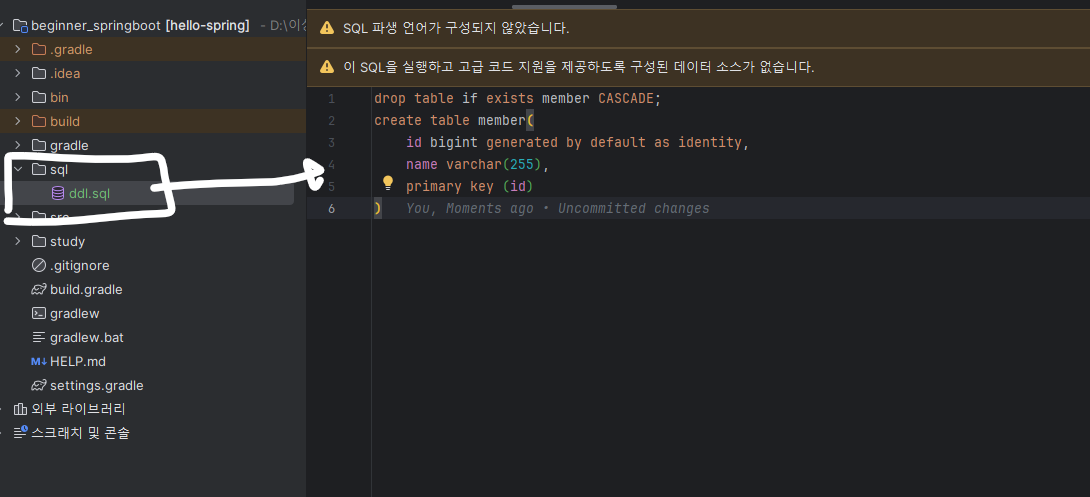 beginner_springboot [hello-spring] - D:\이상
.gradle
.idea
bin
build
gradle
sql
ddl.sql
src
study
.gitignore
build.gradle
gradlew
gradlew.bat
M↓ HELP.md
settings.gradle
외부 라이브러리
스크래치 및 콘솔
SQL 파생 언어가 구성되지 않았습니다.
이 SQL을 실행하고 고급 코드 지원을 제공하도록 구성된 데이터 소스가 없습니다.
1 drop table if exists member CASCADE;
2 create table member(
3 id bigint generated by default as identity,
4 name varchar(255),
5 primary key (id)
6 ) You, Moments ago • Uncommitted changes